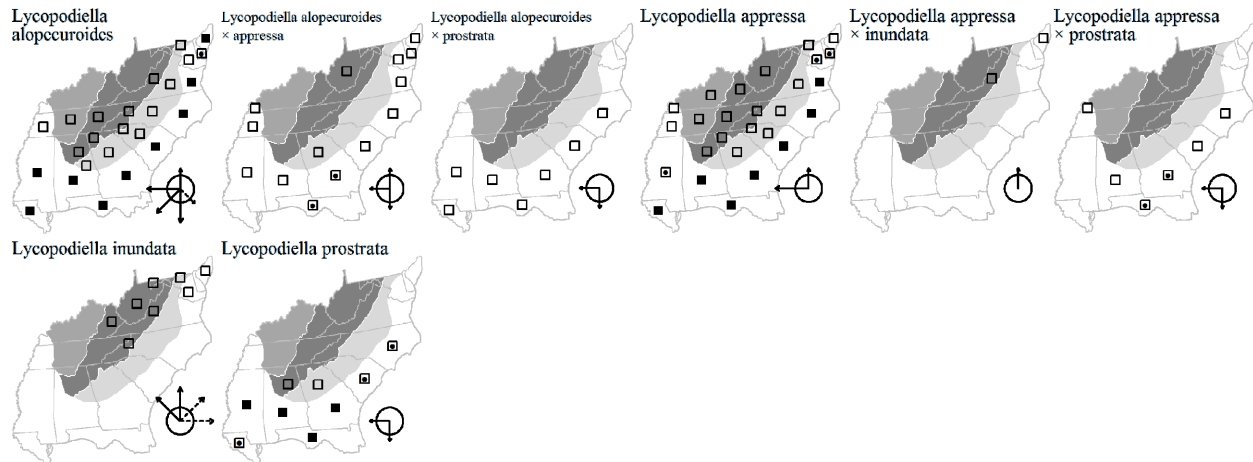 Lycopodiella
alopecuroides
Lycopodiella alopecuroides
× appressa
Lycopodiella alopecuroides
× prostrata
Lycopodiella appressa
Lycopodiella appressa
× inundata
Lycopodiella appressa
× prostrata
Lycopodiella inundata
Lycopodiella prostrata